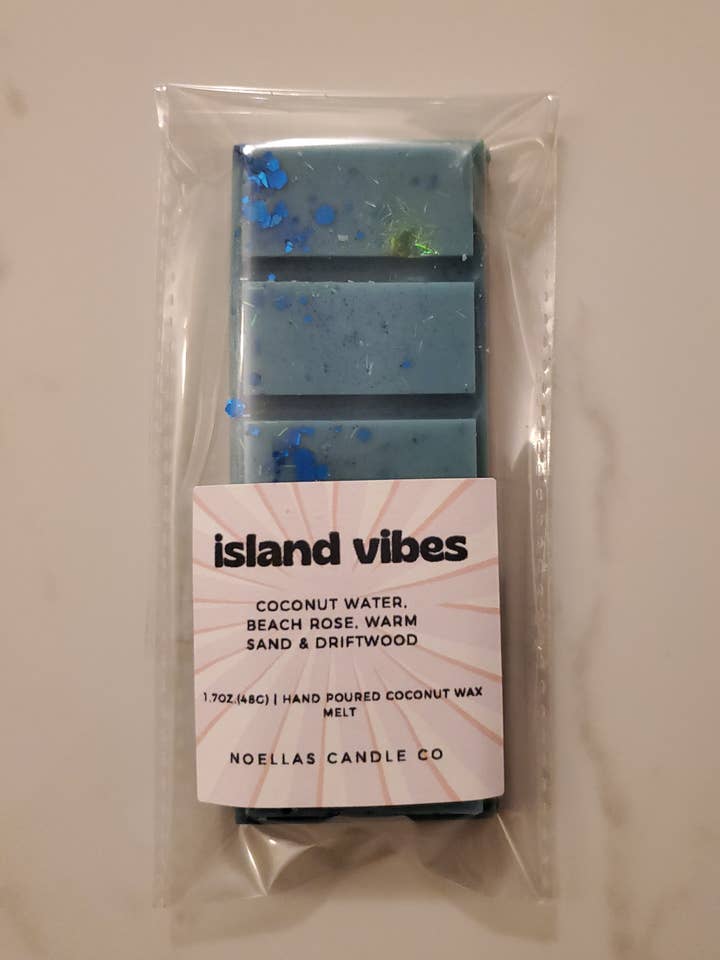 island vibes
COCONUT WATER,
BEACH ROSE, WARM
SAND & DRIFTWOOD
1.7OZ.(48G) | HAND POURED COCONUT WAX
MELT
NOELLAS CANDLE CO